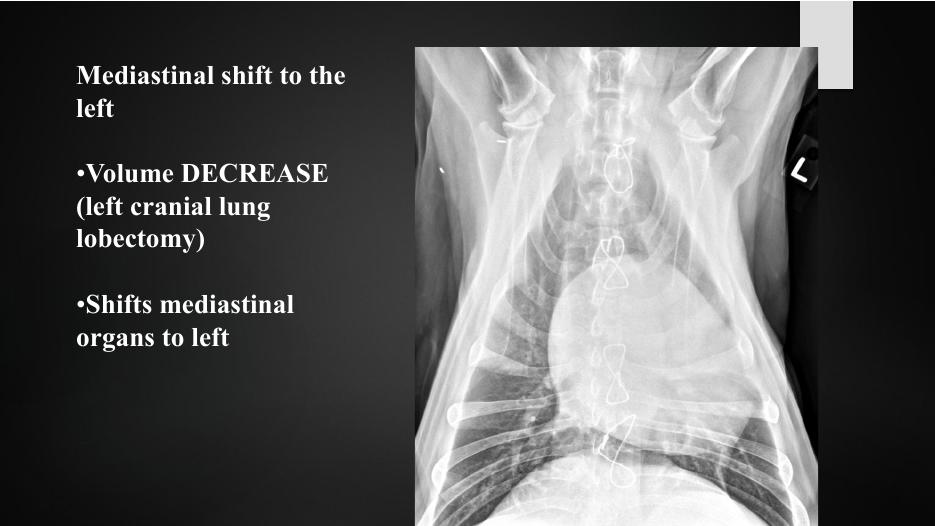 Mediastinal shift to the
left
•Volume DECREASE
(left cranial lung
lobectomy)
•Shifts mediastinal
organs to left
L